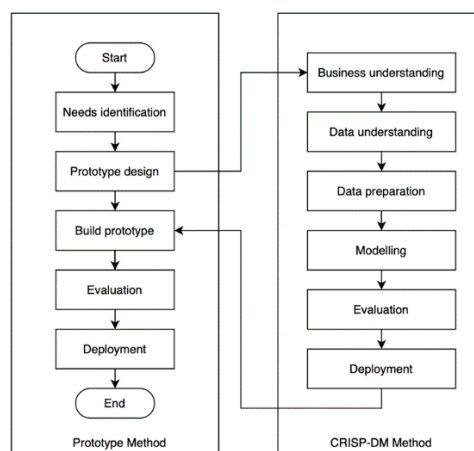 Start
Needs identification
Prototype design
Build prototype
Evaluation
Deployment
End
Prototype Method
Business understanding
Data understanding
Data preparation
Modelling
Evaluation
Deployment
CRISP-DM Method